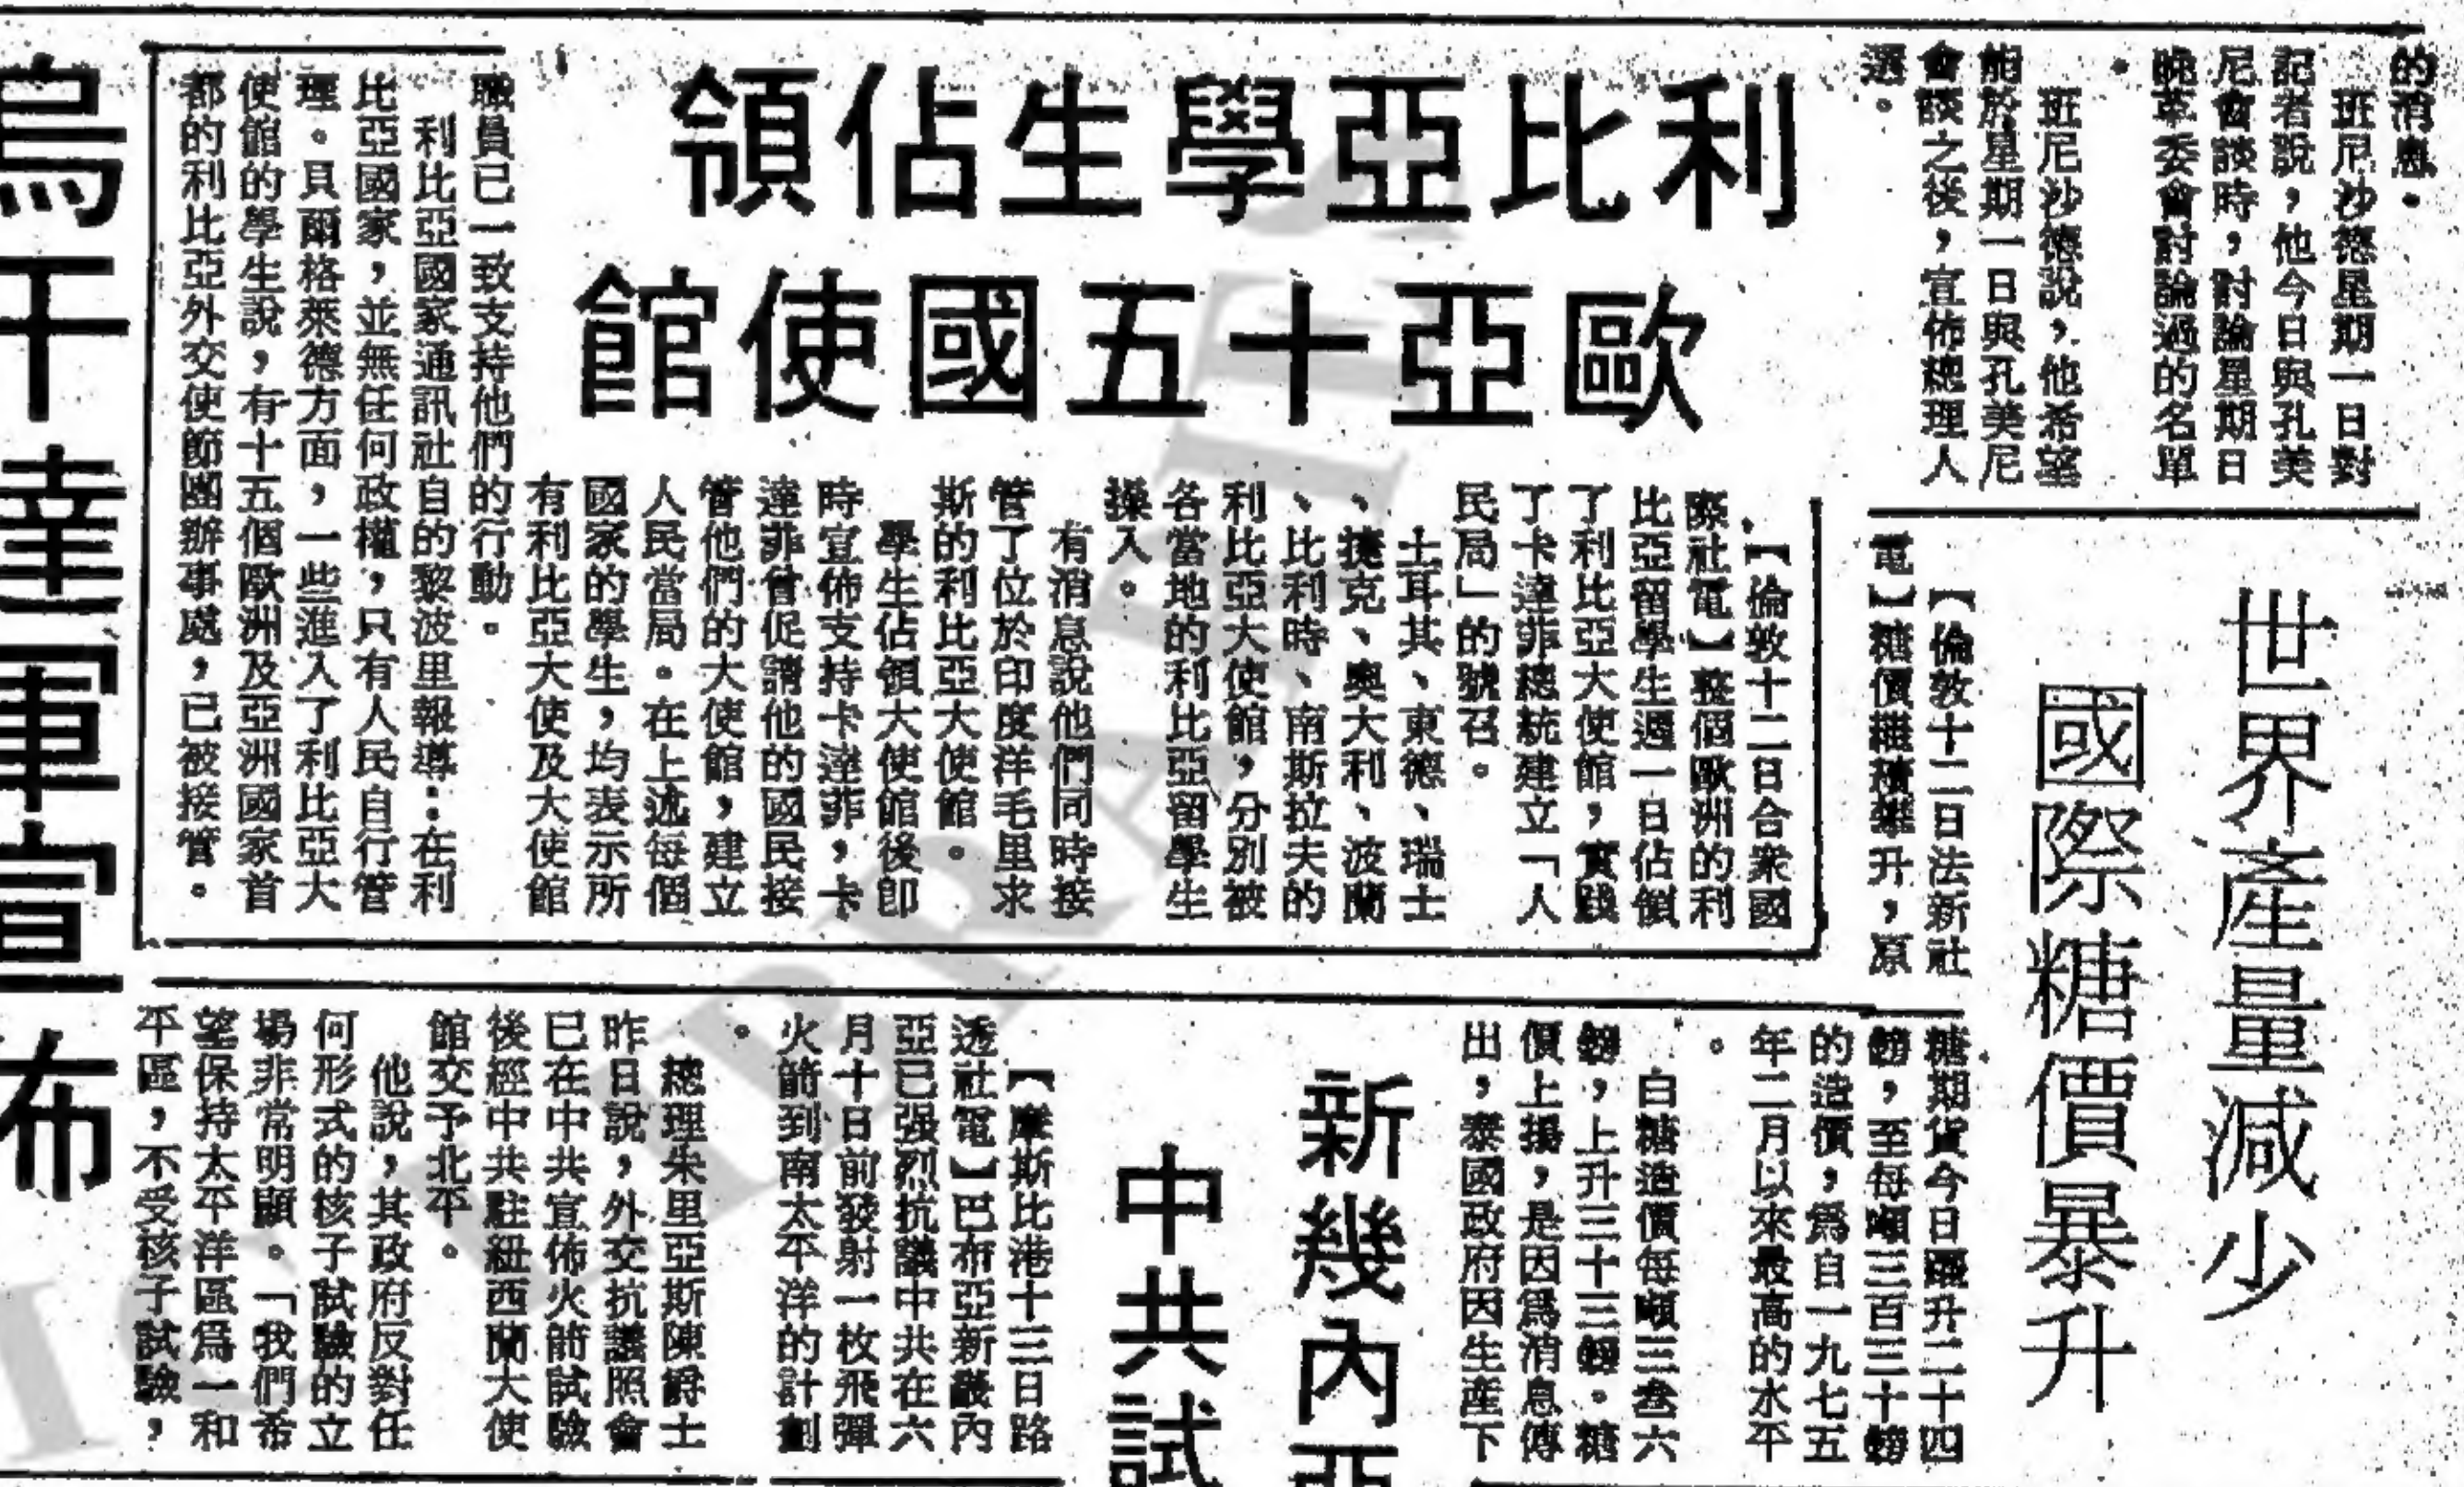 的消息。
班尼沙德星期一日對
記者說,他今日與孔美
尼會談時,討論星期日
晚革委會討論過的名單
。
班尼沙德說,他希望
能於星期一日與孔美尼
會談之後,宣佈總理人
選。
利比亞學生佔領
歐亞十五國使館
【倫敦十二日合衆國
際社電】整個歐洲的利
比亞留學生週一日佔領
了利比亞大使館,實踐
了卡達菲總統建立「人
民局」的號召。
土耳其、東德、瑞士
、捷克、奧大利、波蘭
、比利時、南斯拉夫的
利比亞大使館,分別被
各當地的利比亞留學生
操入。
有消息說他們同時接
管了位於印度洋毛里求
斯的利比亞大使館。
學生佔領大使館後卽
時宣佈支持卡達菲,卡
達菲曾促請他的國民接
管他們的大使館,建立
人民當局。在上述每個
國家的學生,均表示所
有利比亞大使及大使館
職員已一致支持他們的行動。
利比亞國家通訊社自的黎波里報導:在利
比亞國家,並無任何政權,只有人民自行管
理。貝爾格萊德方面,一些進入了利比亞大
使館的學生說,有十五個歐洲及亞洲國家首
都的利比亞外交使節團辦事處,已被接管。
世界產量減少
國際糖價暴升
【倫敦十二日法新社
電】糖價繼續攀升,原
糖期貨今日躍升二十四
鎊,至每噸三百三十鎊
的造價,爲自一九七五
年二月以來最高的水平
。
白糖造價每噸三叁六
鎊,上升三十三鎊。糖
價上揚,是因爲消息傳
出,泰國政府因生產下
新幾內亞
中共試
【摩斯比港十三日路
透社電】巴布亞新畿內
亞已强烈抗議中共在六
月十日前發射一枚飛彈
火箭到南太平洋的計劃
。
總理朱里亞斯陳爵士
昨日說,外交抗議照會
已在中共宣佈火箭試驗
後經中共駐紐西蘭大使
館交予北平。
他說,其政府反對任
何形式的核子試驗的立
場非常明顯。「我們希
望保持太平洋區爲一和
平區,不受核子試驗,
烏干達軍宣佈